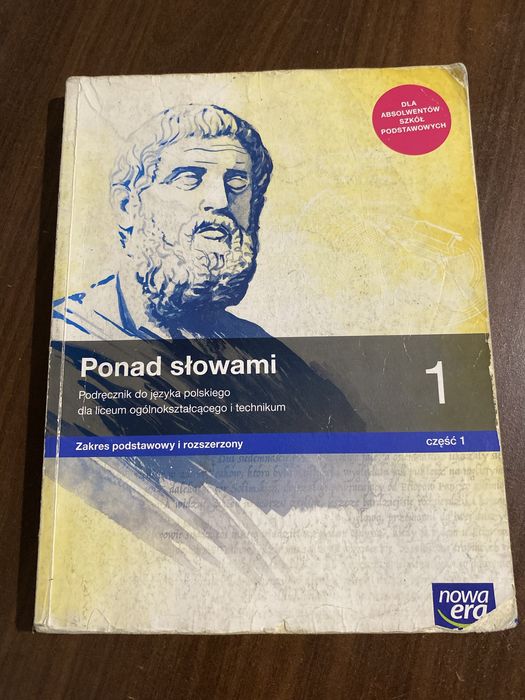 DLA
ABSOLWENTÓW
SZKÓŁ
PODSTAWOWYCH
Ponad słowami
1
Podręcznik do języka polskiego
dla liceum ogólnokształcącego i technikum
Zakres podstawowy i rozszerzony
część 1
nowa
era